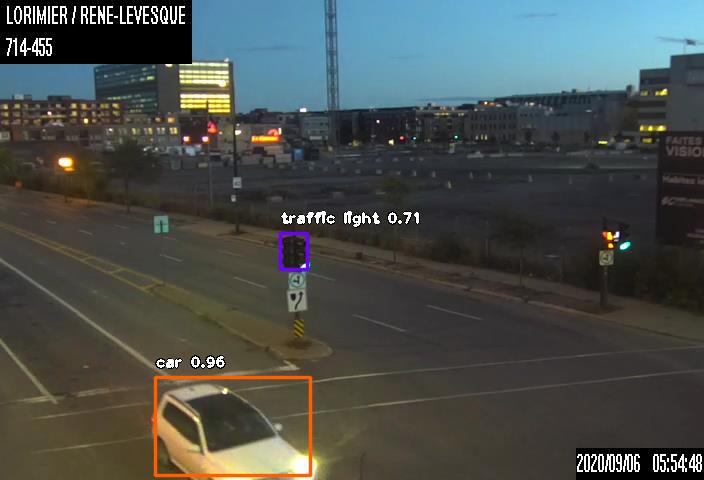 LORIMIER / RENE-LEVESQUE
714-455
traffic light 0.71
car 0.96
FAITES
VISION
2020/09/06 05:54:48